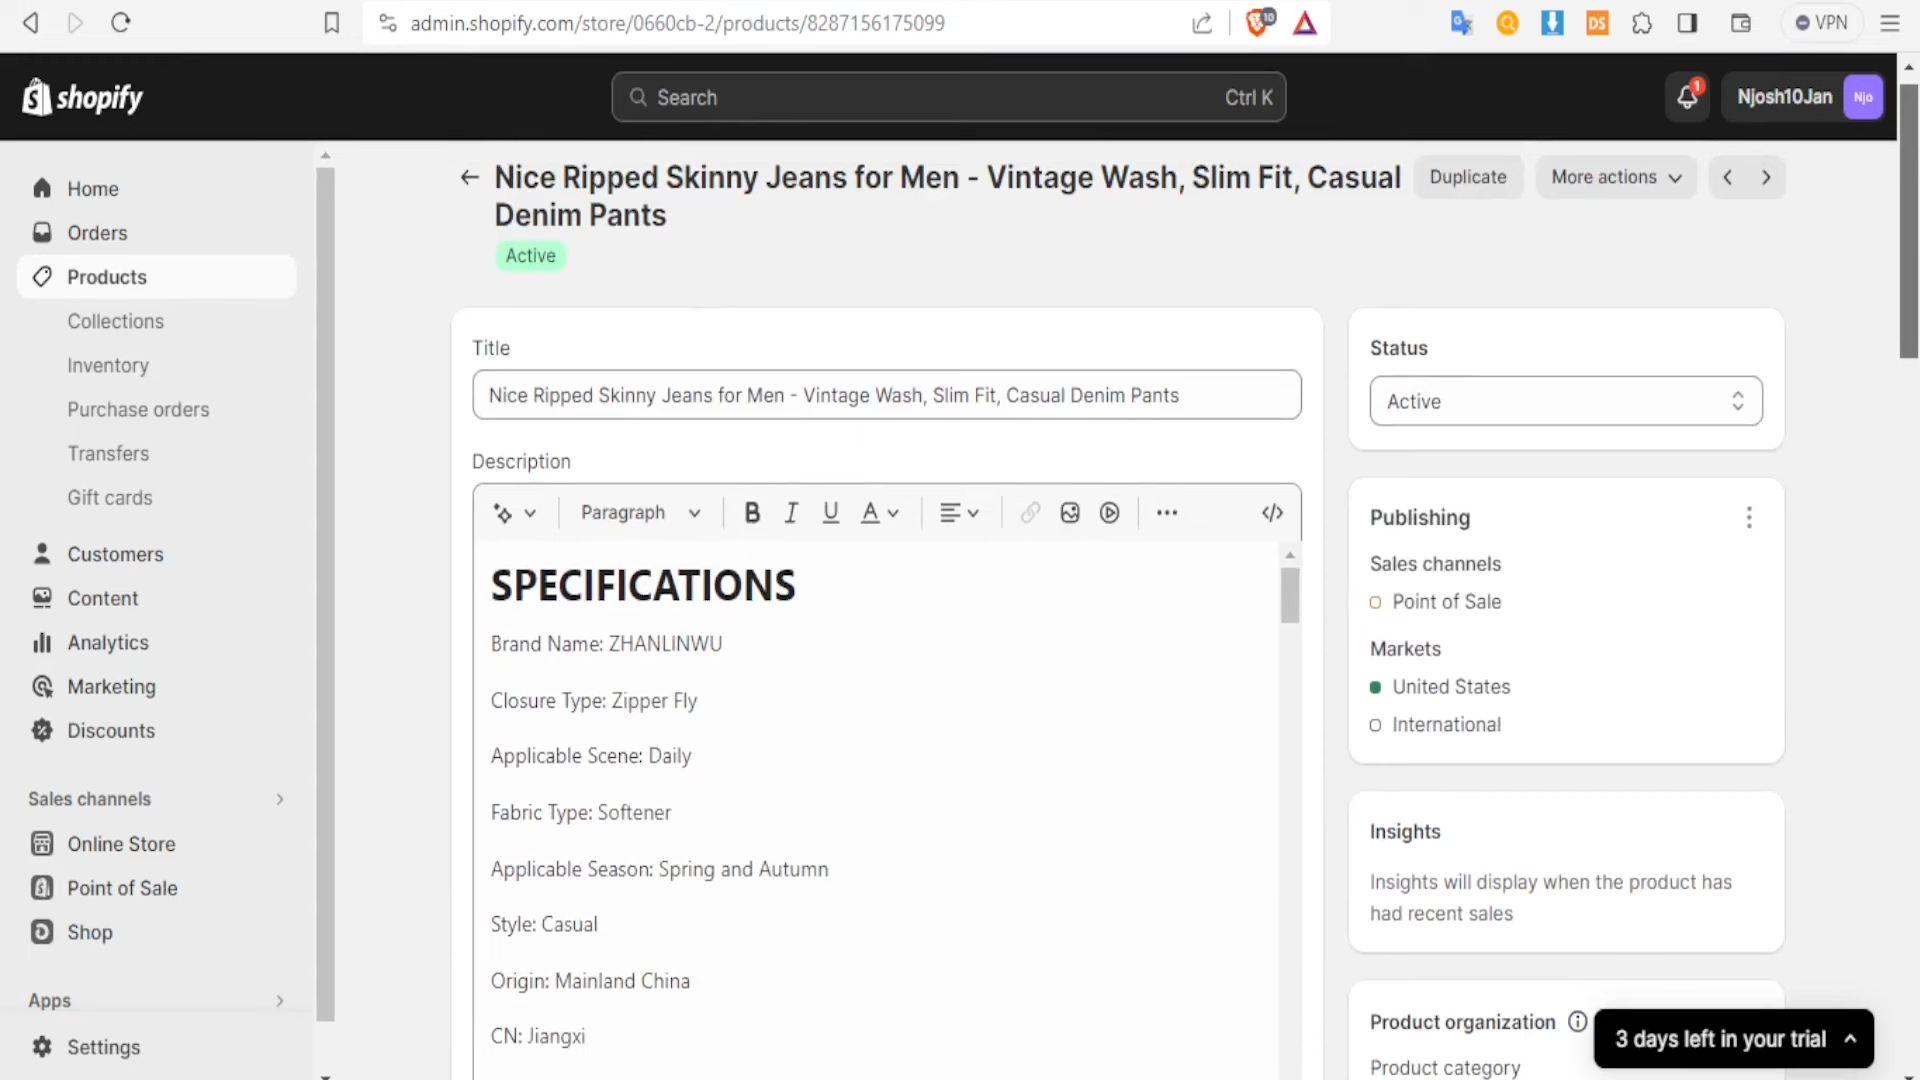 admin.shopify.com/store/0660cb-2/products/8287156175099
10
DS
VPN
shopify
Search
Ctrl K
1
Njosh10Jan
Njo
Home
Orders
Products
Collections
Inventory
Purchase orders
Transfers
Gift cards
Customers
Content
Analytics
Marketing
Discounts
Sales channels
Online Store
Point of Sale
Shop
Apps
Settings
Nice Ripped Skinny Jeans for Men - Vintage Wash, Slim Fit, Casual
Denim Pants
Active
Duplicate
More actions
Title
Nice Ripped Skinny Jeans for Men - Vintage Wash, Slim Fit, Casual Denim Pants
Description
Paragraph
B I U A
SPECIFICATIONS
Brand Name: ZHANLINWU
Closure Type: Zipper Fly
Applicable Scene: Daily
Fabric Type: Softener
Applicable Season: Spring and Autumn
Style: Casual
Origin: Mainland China
CN: Jiangxi
Status
Active
Publishing
Sales channels
Point of Sale
Markets
United States
International
Insights
Insights will display when the product has
had recent sales
Product organization
Product category
3 days left in your trial